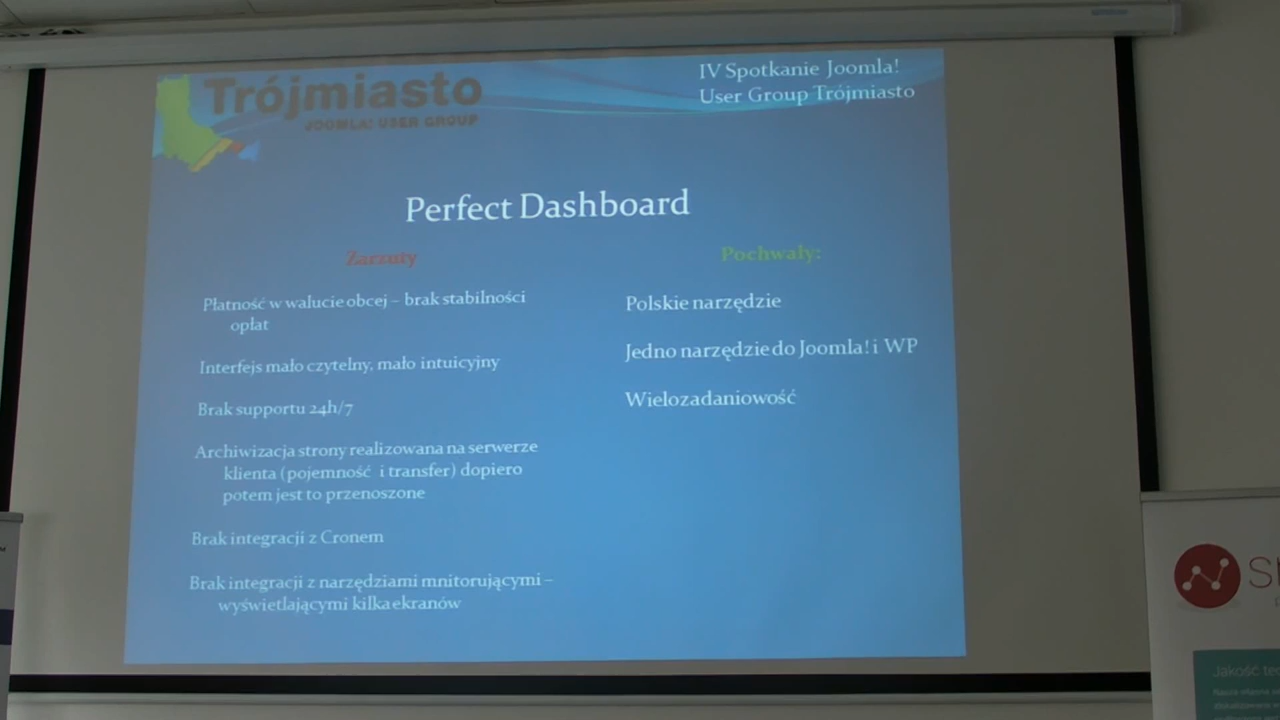 Trójmiasto
JOOMLA! USER GROUP
IV Spotkanie Joomla!
User Group Trójmiasto
Perfect Dashboard
Zarzuty
Płatność w walucie obcej – brak stabilności
opłat
Interfejs mało czytelny, mało intuicyjny
Brak supportu 24h/7
Archiwizacja strony realizowana na serwerze
klienta (pojemność i transfer) dopiero
potem jest to przenoszone
Brak integracji z Cronem
Brak integracji z narzędziami mnitorującymi –
wyświetlającymi kilka ekranów
Pochwały:
Polskie narzędzie
Jedno narzędzie do Joomla! i WP
Wielozadaniowość
Jakość